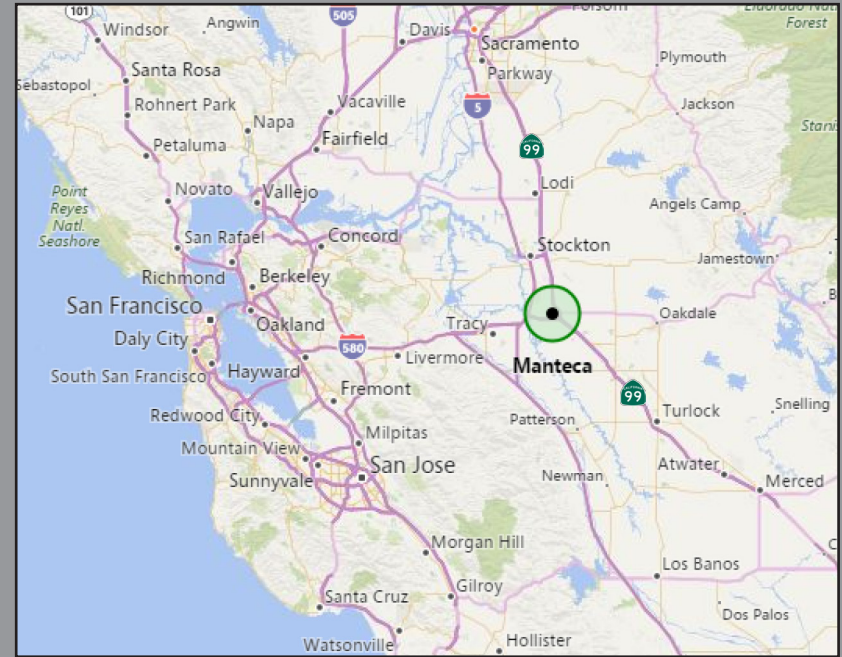 101
Windsor
Angwin
505
Davis
Folsom
Sacramento
Forest
Parkway
Plymouth
Santa Rosa
Sebastopol
Rohnert Park
Vacaville
5
Jackson
Napa
Fairfield
99
Petaluma
Lodi
Novato
Vallejo
Point
Reyes
Natl.
Seashore
Angels Camp
San Rafael
Concord
Stockton
Jamestown
Richmond
Berkeley
San Francisco
Oakland
Tracy
Oakdale
Daly City
580
Livermore
Manteca
South San Francisco
Hayward
Fremont
99
Snelling
Redwood City
Turlock
Patterson
Milpitas
Mountain View
San Jose
Atwater
Sunnyvale
Newman
Merced
Morgan Hill
Los Banos
Gilroy
Santa Cruz
Dos Palos
Watsonville
Hollister